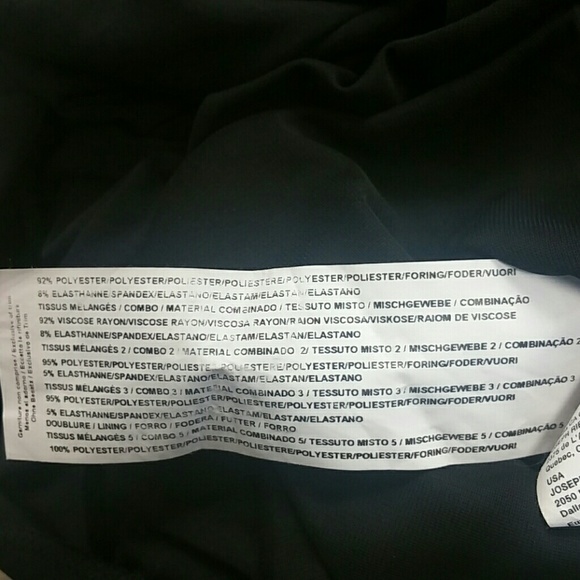 92% POLYESTER/POLYESTER/POLIESTER/POLIESTERE/POLYESTER/POLIESTER/FORING/FODER/VUORI
8% ELASTHANNE/SPANDEX/ELASTANO/ELASTAM/ELASTAN/ELASTANO
TISSUS MÉLANGÉS / COMBO / MATERIAL COMBINADO / TESSUTO MISTO / MISCHGEWEBE / COMBINAÇÃO
92% VISCOSE RAYON/VISCOSE RAYON/VISCOSA RAYON/RAION VISCOSA/VISKOSE/RAIOM DE VISCOSE
8% ELASTHANNE/SPANDEX/ELASTANO/ELASTAM/ELASTAN/ELASTANO
TISSUS MÉLANGÉS 2 / COMBO 2 / MATERIAL COMBINADO 2/ TESSUTO MISTO 2 / MISCHGEWEBE 2 / COMBINAÇÃO 2
95% POLYESTER/POLYESTER/POLIESTER/POLIESTERE/POLYESTER/POLIESTER/FORING/FODER/VUORI
5% ELASTHANNE/SPANDEX/ELASTANO/ELASTAM/ELASTAN/ELASTANO
TISSUS MÉLANGÉS 3 / COMBO 3 / MATERIAL COMBINADO 3 / TESSUTO MISTO 3 / MISCHGEWEBE 3 / COMBINAÇÃO 3
95% POLYESTER/POLYESTER/POLIESTER/POLIESTERE/POLYESTER/POLIESTER/FORING/FODER/VUORI
5% ELASTHANNE/SPANDEX/ELASTANO/ELASTAM/ELASTAN/ELASTANO
DOUBLURE / LINING / FORRO / FODERA / FUTTER / FORRO
TISSUS MÉLANGÉS 5 / COMBO 5 / MATERIAL COMBINADO 5/ TESSUTO MISTO 5 / MISCHGEWEBE 5 / COMBINAÇÃO 5
100% POLYESTER/POLYESTER/POLIESTER/POLIESTERE/POLYESTER/POLIESTER/FORING/FODER/VUORI
Québec, C
USA
JOSEP
2050
Dalla